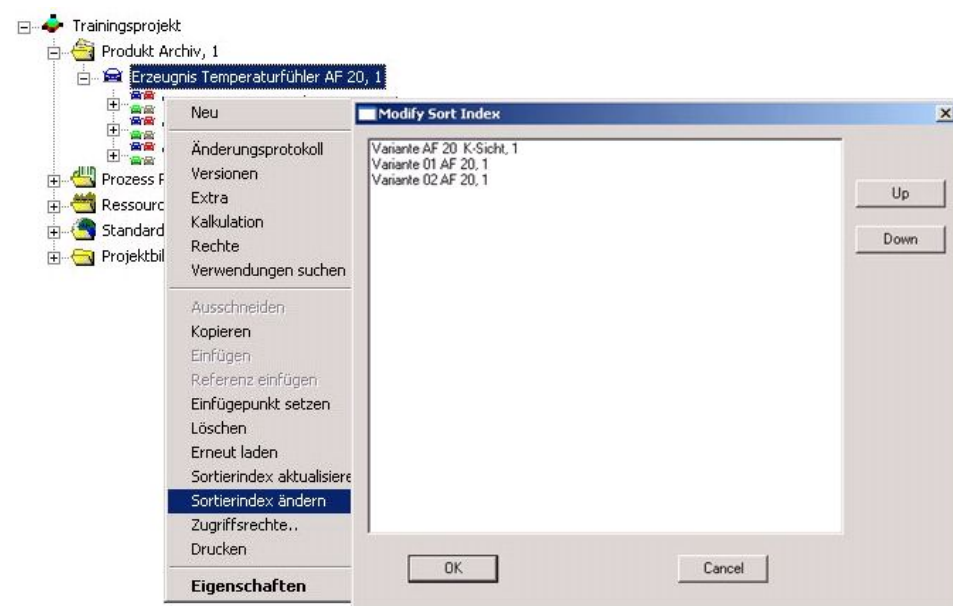 Trainingsprojekt
Produkt Archiv, 1
Erzeugnis Temperaturfühler AF 20, 1
Prozess
Ressourc
Standard
Projektbil
Neu
Änderungsprotokoll
Versionen
Extra
Kalkulation
Rechte
Verwendungen suchen
Ausschneiden
Kopieren
Einfügen
Referenz einfügen
Einfügepunkt setzen
Löschen
Erneut laden
Sortierindex aktualisiere
Sortierindex ändern
Zugriffsrechte..
Drucken
Eigenschaften
Modify Sort Index
Variante AF 20 K-Sicht, 1
Variante 01 AF 20, 1
Variante 02 AF 20, 1
Up
Down
OK
Cancel